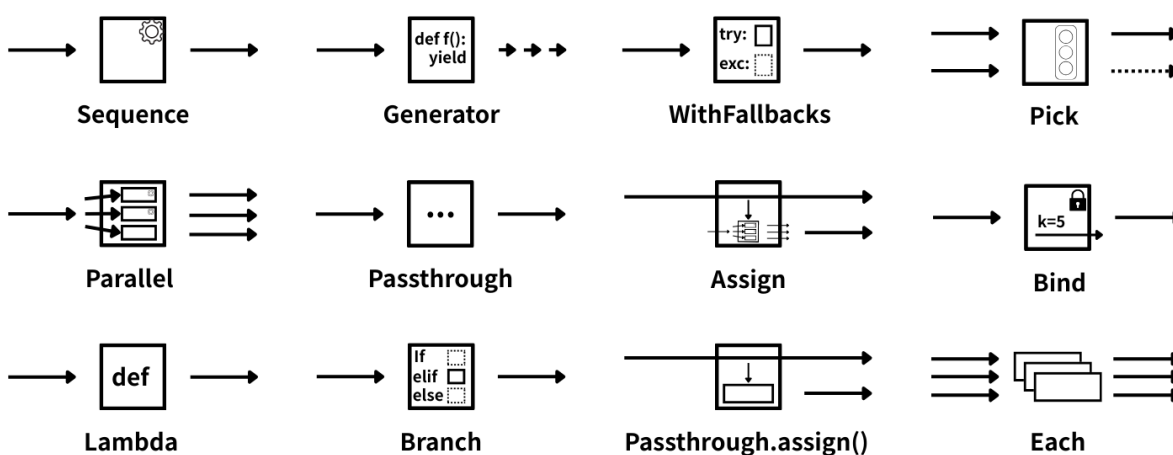 def f():
yield
try:
exc:
Sequence
Generator
WithFallbacks
Pick
...
k=5
Parallel
Passthrough
Assign
Bind
def
If
elif
else
Lambda
Branch
Passthrough.assign()
Each